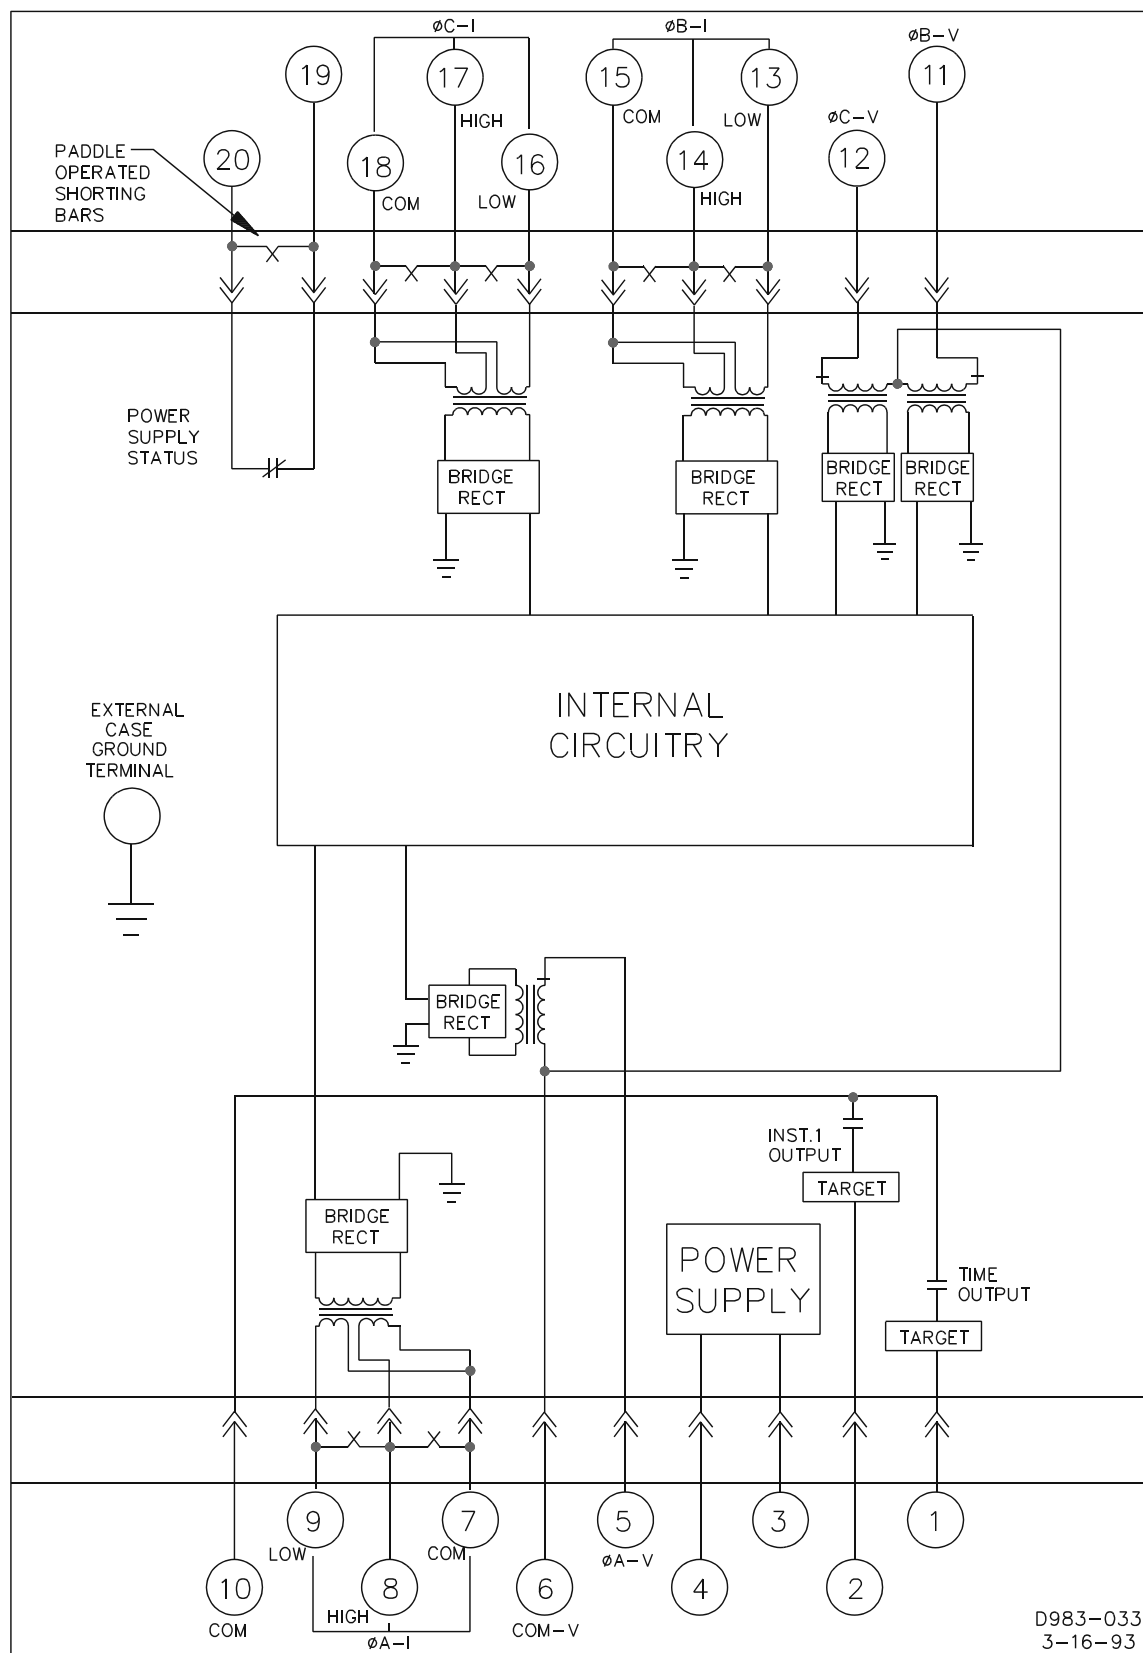 øC-I
øB-I
øB-V
19
17
15
13
11
HIGH
COM
LOW
øC-V
20
18
16
14
12
PADDLE
OPERATED
SHORTING
BARS
COM
LOW
HIGH
POWER
SUPPLY
STATUS
BRIDGE
RECT
BRIDGE
RECT
BRIDGE
RECT
BRIDGE
RECT
INTERNAL
CIRCUITRY
EXTERNAL
CASE
GROUND
TERMINAL
BRIDGE
RECT
INST.1
OUTPUT
TARGET
BRIDGE
RECT
POWER
SUPPLY
TIME
OUTPUT
TARGET
9
7
5
3
1
LOW
COM
øA-V
10
8
6
4
2
COM
HIGH
COM-V
øA-I
D983-033
3-16-93